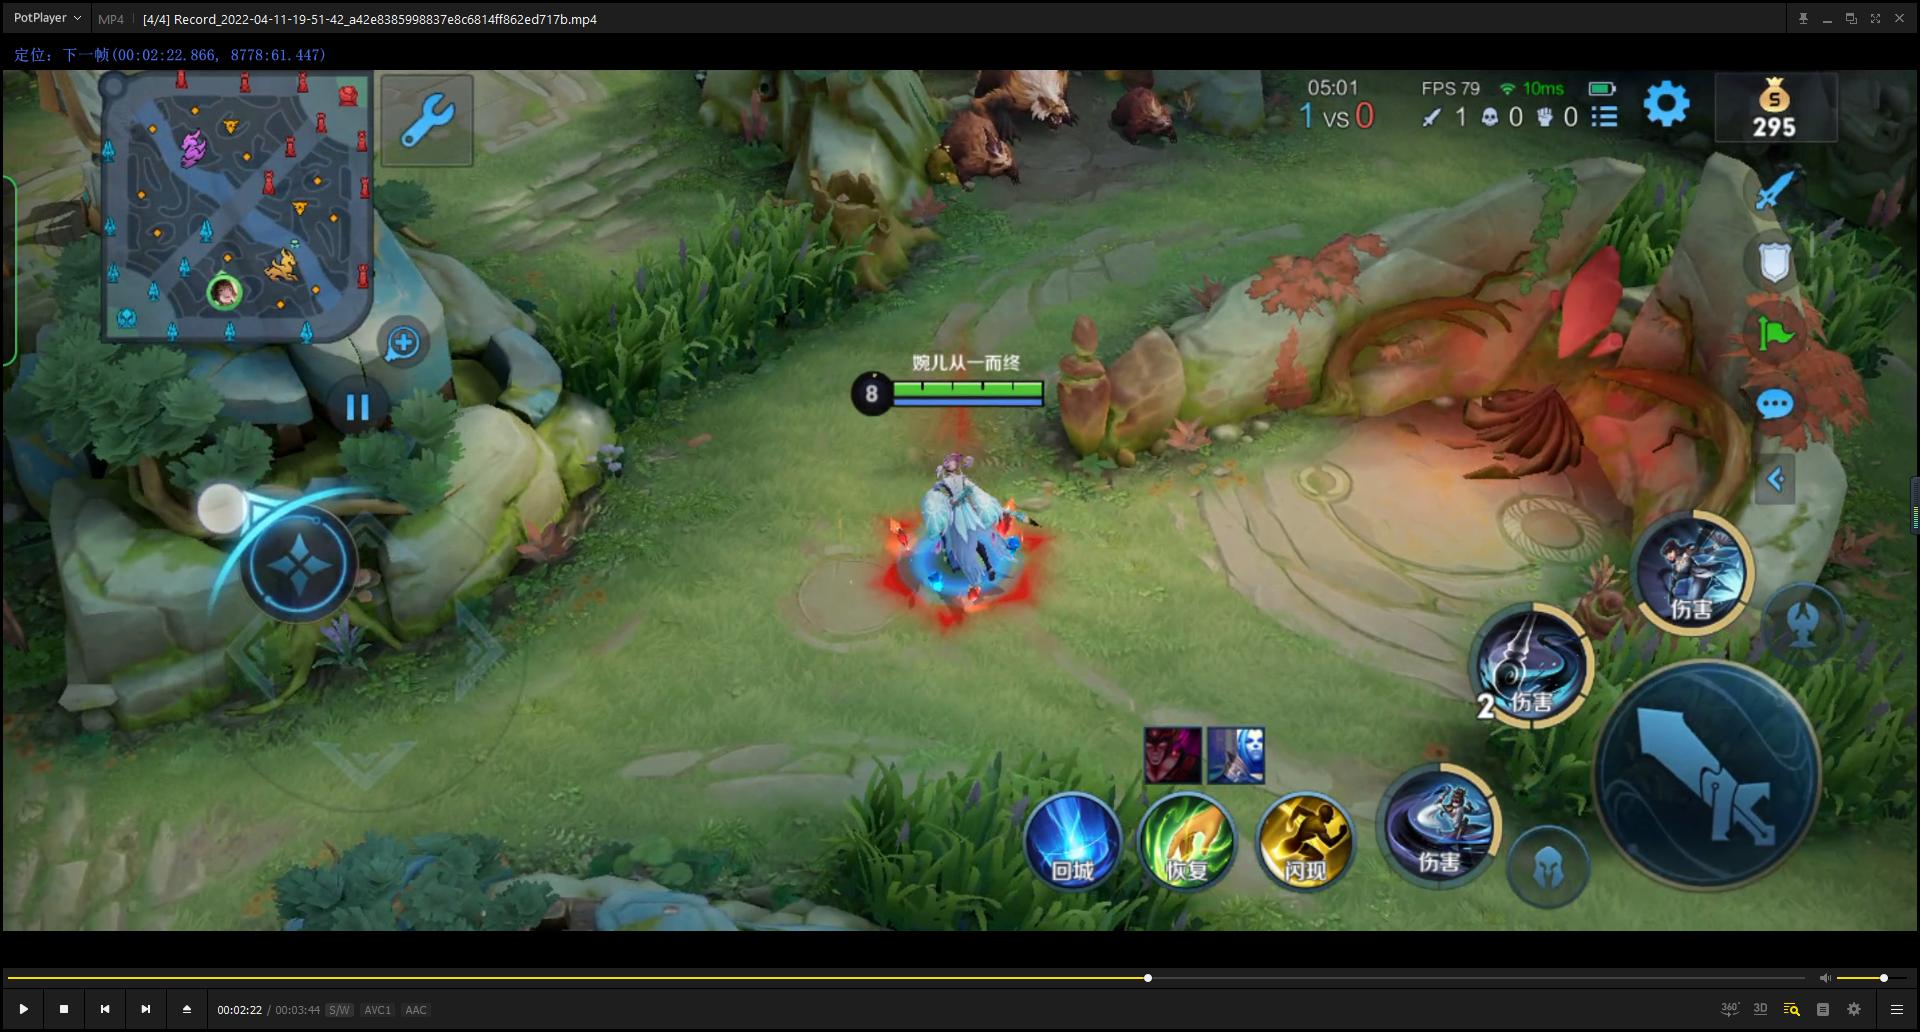 PotPlayer MP4 [4/4] Record_2022-04-11-19-51-42_a42e8385998837e8c6814ff862ed717b.mp4
定位: 下一帧(00:02:22.866, 8778:61.447)
05:01 FPS 79 10ms
1 VS 0 1 0 0
S
295
婉儿从一而终
8
伤害
2 伤害
伤害
回城 恢复 闪现
00:02:22 / 00:03:44 S/W AVC1 AAC
360° 3D